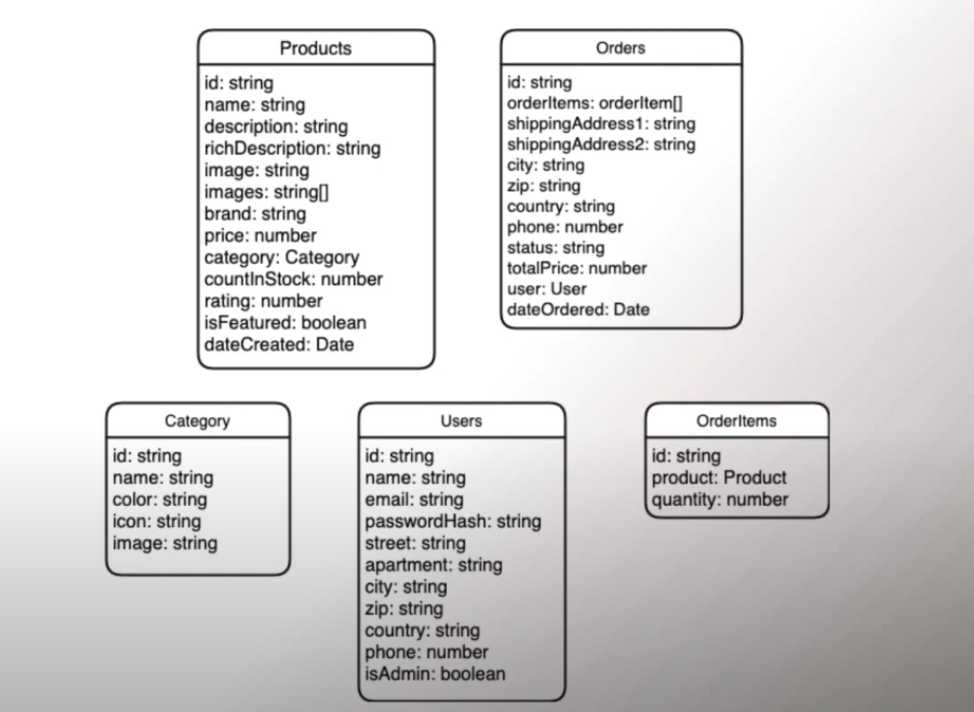 Products
id: string
name: string
description: string
richDescription: string
image: string
images: string[]
brand: string
price: number
category: Category
countInStock: number
rating: number
isFeatured: boolean
dateCreated: Date
Orders
id: string
orderItems: orderItem[]
shippingAddress1: string
shippingAddress2: string
city: string
zip: string
country: string
phone: number
status: string
totalPrice: number
user: User
dateOrdered: Date
Category
id: string
name: string
color: string
icon: string
image: string
Users
id: string
name: string
email: string
passwordHash: string
street: string
apartment: string
city: string
zip: string
country: string
phone: number
isAdmin: boolean
OrderItems
id: string
product: Product
quantity: number